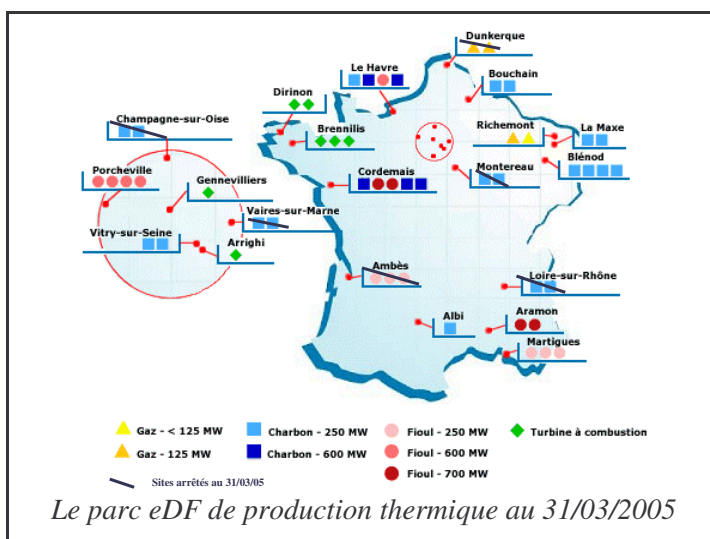 Dunkerque
Le Havre
Bouchain
Dirinon
Champagne-sur-Oise
Brennilis
Richemont
La Maxe
Blénod
Porcheville
Gennevilliers
Cordemais
Montereau
Vaires-sur-Marne
Vitry-sur-Seine
Arrighi
Ambès
Loire-sur-Rhône
Albi
Aramon
Martigues
Gaz - < 125 MW
Charbon - 250 MW
Fioul - 250 MW
Turbine à combustion
Gaz - 125 MW
Charbon - 600 MW
Fioul - 600 MW
Fioul - 700 MW
Sites arrêtés au 31/03/05
Le parc eDF de production thermique au 31/03/2005